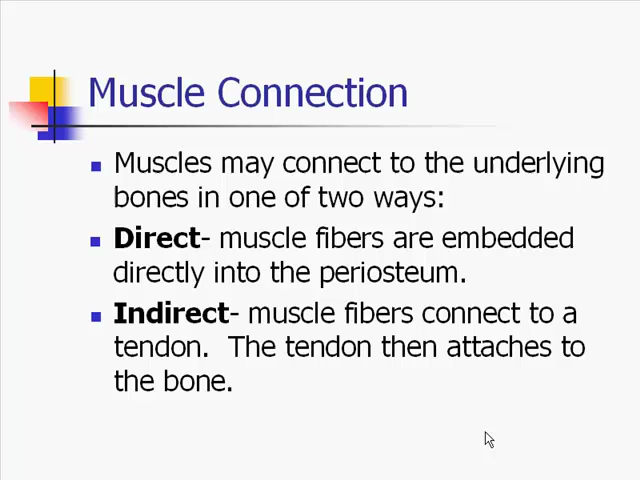 Muscle Connection
Muscles may connect to the underlying
bones in one of two ways:
Direct- muscle fibers are embedded
directly into the periosteum.
Indirect- muscle fibers connect to a
tendon.  The tendon then attaches to
the bone.